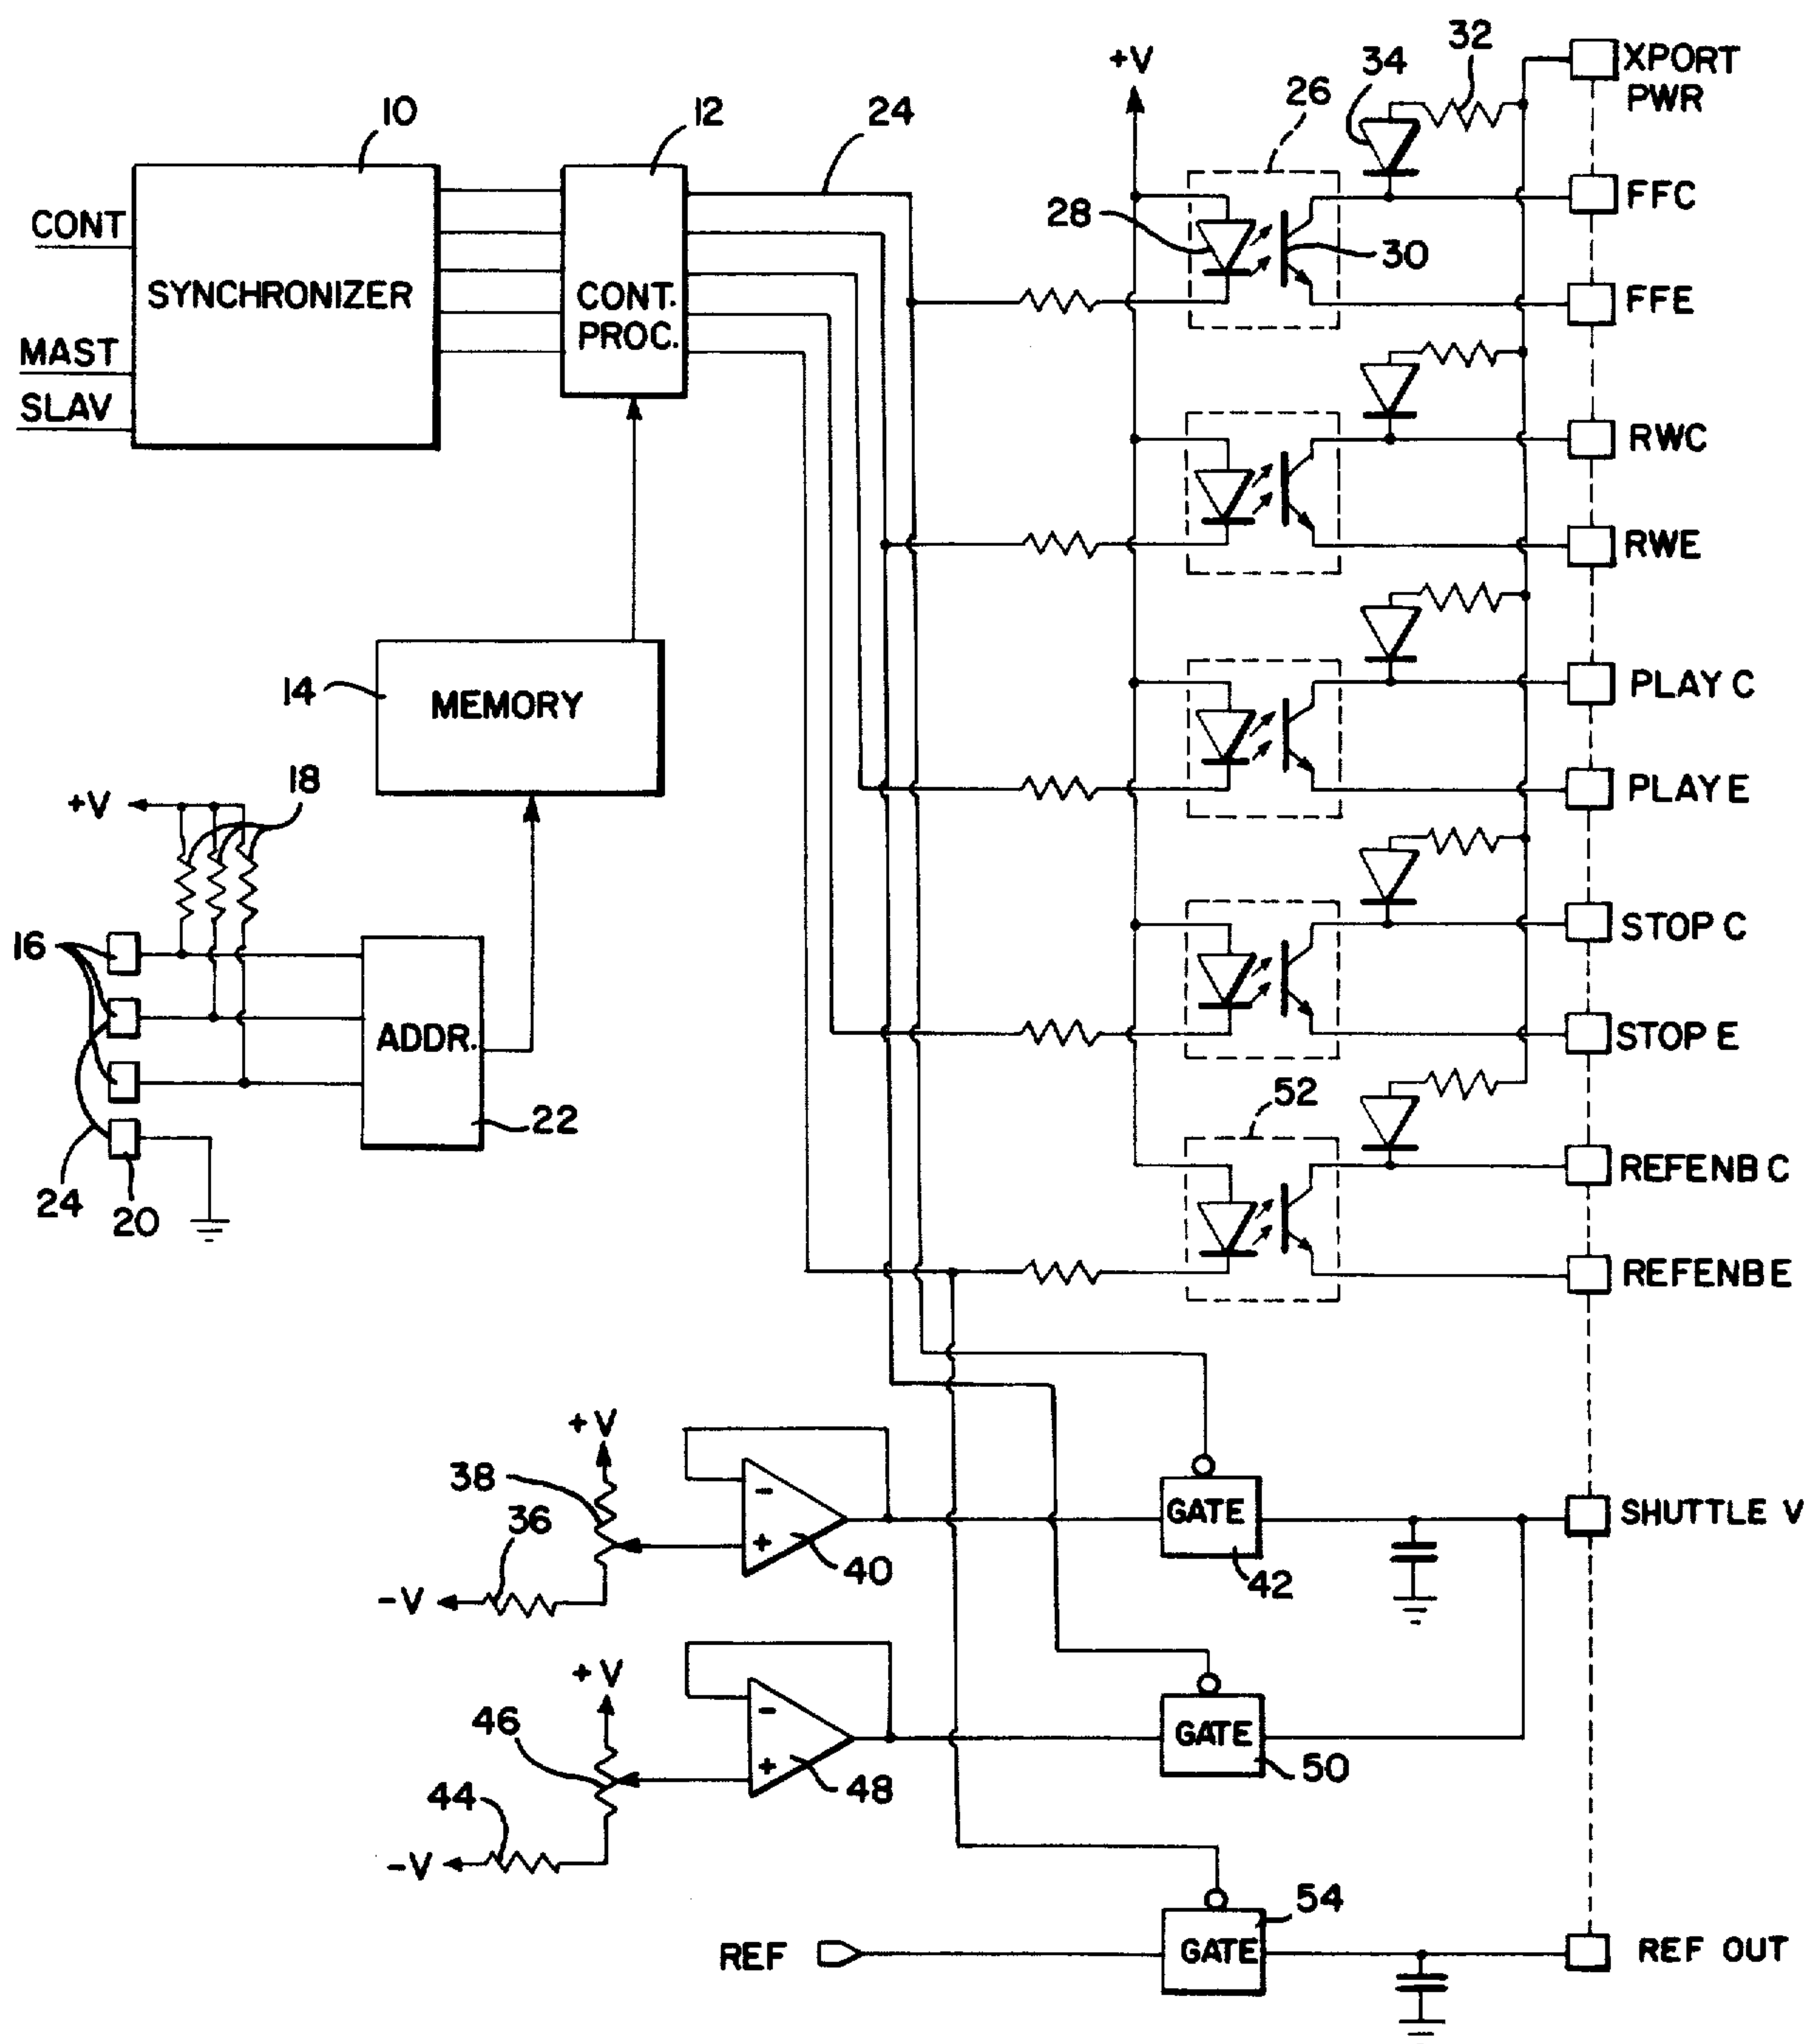 10
12
24
+V
26
34
32
XPORT
PWR
CONT
SYNCHRONIZER
MAST
SLAV
CONT.
PROC.
28
30
FFC
FFE
RWC
RWE
14
MEMORY
PLAY C
PLAY E
+V
18
16
ADDR.
22
24
20
STOP C
STOP E
52
REFENB C
REFENB E
+V
38
36
-V
-
+
40
GATE
42
SHUTTLE V
+V
46
44
-V
-
+
48
GATE
50
54
REF
GATE
REF OUT